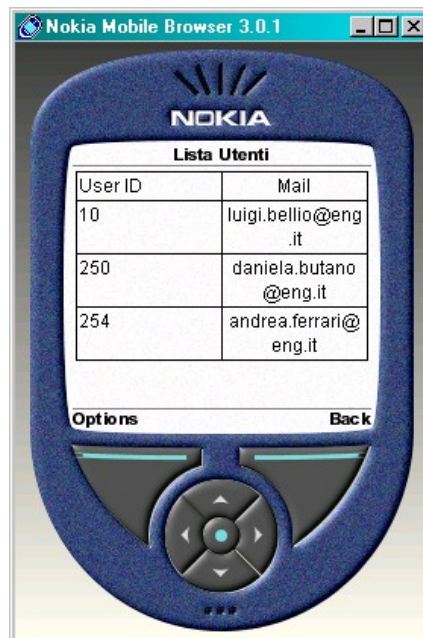 Nokia Mobile Browser 3.0.1
NOKIA
Lista Utenti
User ID Mail
10 luigi.bellio@eng
.it
250 daniela.butano
@eng.it
254 andrea.ferrari@
eng.it
Options Back